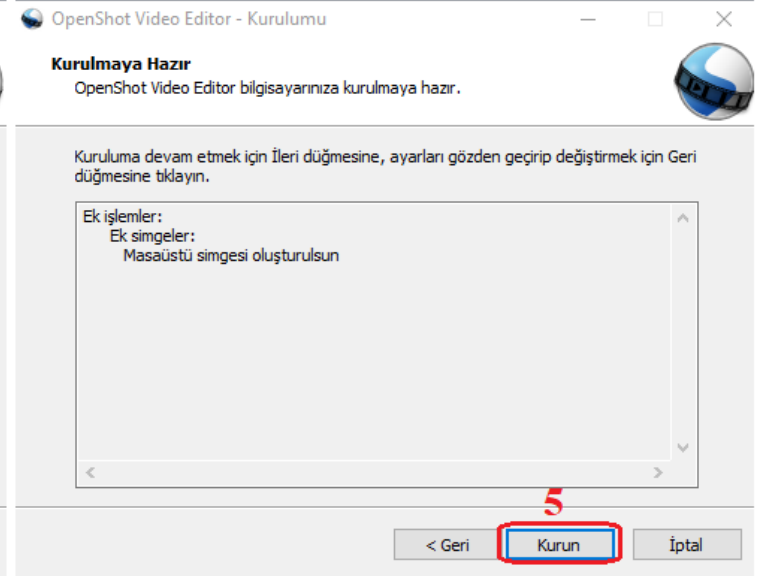 OpenShot Video Editor - Kurulumu
Kurulmaya Hazır
OpenShot Video Editor bilgisayarınıza kurulmaya hazır.
Kuruluma devam etmek için İleri düğmesine, ayarları gözden geçirip değiştirmek için Geri
düğmesine tıklayın.
Ek işlemler:
Ek simgeler:
Masaüstü simgesi oluşturulsun
5
< Geri
Kurun
İptal